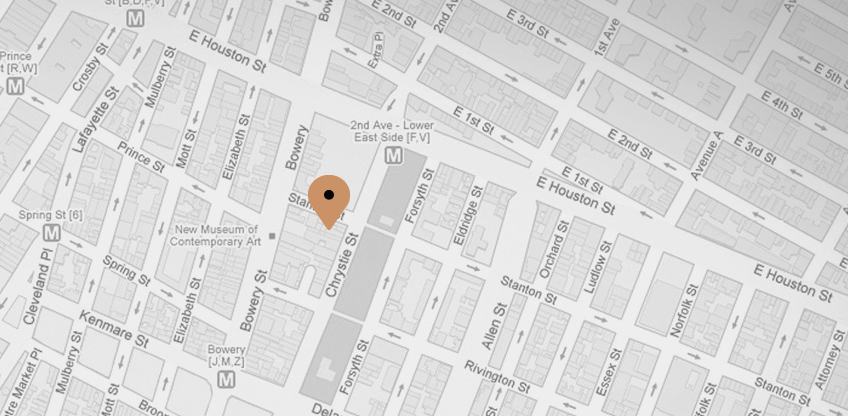 St [B,D,F,V]
E 2nd St
E 3rd St
1st Ave
E Houston St
Extra Pl
Prince
t [R,W]
Crosby St
Mulberry St
E 5th St
E 4th St
Lafayette St
2nd Ave - Lower
East Side [F,V]
E 1st St
E 2nd St
Avenue A
E 3rd St
Prince St
Mott St
Elizabeth St
Bowery
E 1st St
E Houston St
Forsyth St
Eldridge St
Spring St [6]
New Museum of
Contemporary Art
Orchard St
Ludlow St
Chrystie St
Spring St
Cleveland Pl
Elizabeth St
Bowery St
Stanton St
E Houston St
Norfolk St
Kenmare St
Allen St
Bowery
[J,M,Z]
Mulberry St
Forsyth St
Essex St
Attorney St
Rivington St
Stanton St
Mott St